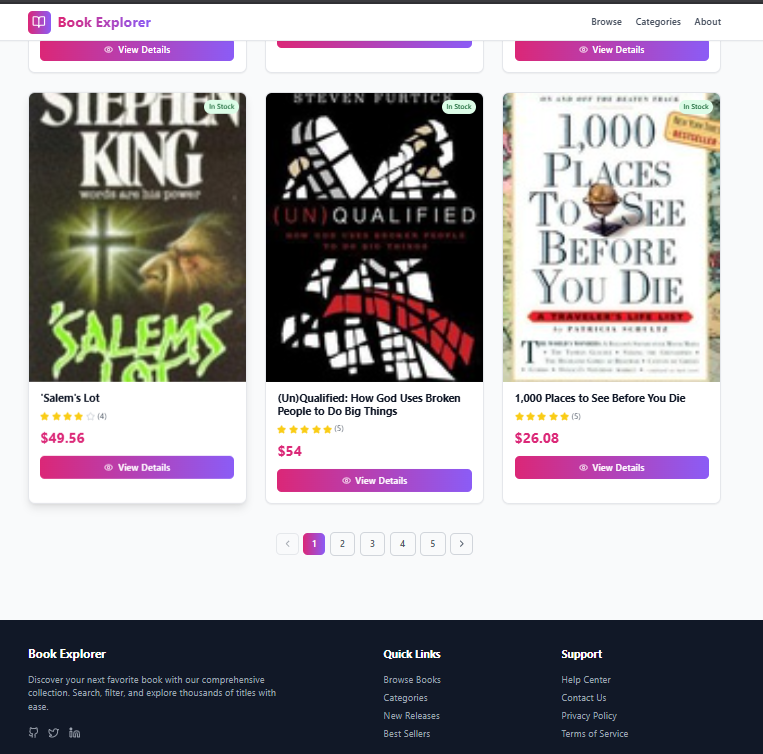 Book Explorer
Browse Categories About
View Details
View Details
View Details
In Stock
STEPHEN
KING
words are his power
'SALEM'S
LOT
In Stock
STEVEN FURTICK
(UN)QUALIFIED
HOW GOD USES BROKEN PEOPLE
TO DO BIG THINGS
In Stock
ON AND OFF THE BEATEN TRACK
NEW YORK TIMES
BESTSELLER
1,000
PLACES
TO SEE
BEFORE
YOU DIE
A TRAVELER'S LIFE LIST
by PATRICIA SCHULTZ
'Salem's Lot
(4)
$49.56
View Details
(Un)Qualified: How God Uses Broken
People to Do Big Things
(5)
$54
View Details
1,000 Places to See Before You Die
(5)
$26.08
View Details
1 2 3 4 5
Book Explorer
Discover your next favorite book with our comprehensive
collection. Search, filter, and explore thousands of titles with
ease.
Quick Links
Browse Books
Categories
New Releases
Best Sellers
Support
Help Center
Contact Us
Privacy Policy
Terms of Service